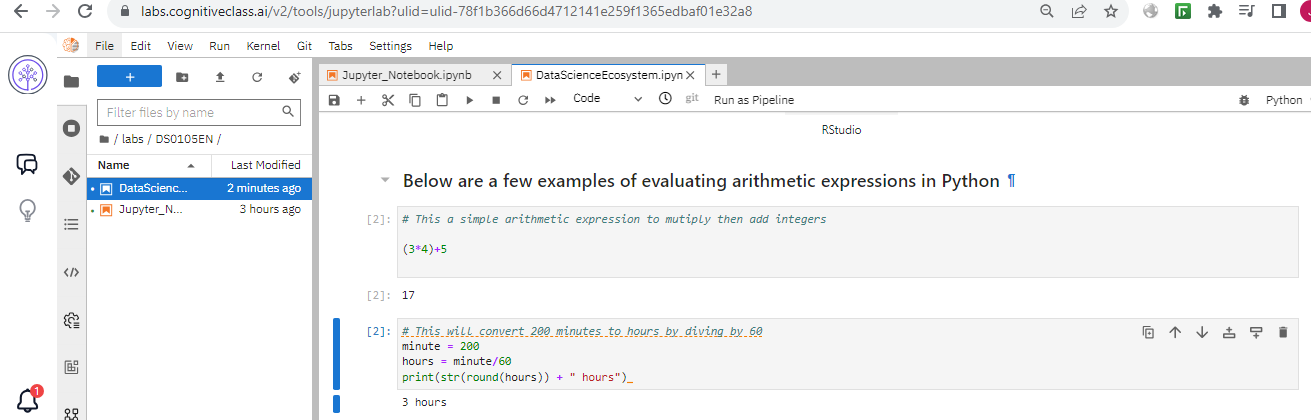 labs.cognitiveclass.ai/v2/tools/jupyterlab?ulid=ulid-78f1b366d66d4712141e259f1365edbaf01e32a8
File Edit View Run Kernel Git Tabs Settings Help
+
Filter files by name
/ labs / DS0105EN /
Name Last Modified
DataScienc... 2 minutes ago
Jupyter_N... 3 hours ago
1
Jupyter_Notebook.ipynb × DataScienceEcosystem.ipyn × +
Code git Run as Pipeline Python
RStudio
Below are a few examples of evaluating arithmetic expressions in Python ¶
[2]: # This a simple arithmetic expression to mutiply then add integers
(3*4)+5
[2]: 17
[2]: # This will convert 200 minutes to hours by diving by 60
minute = 200
hours = minute/60
print(str(round(hours)) + " hours")_
3 hours